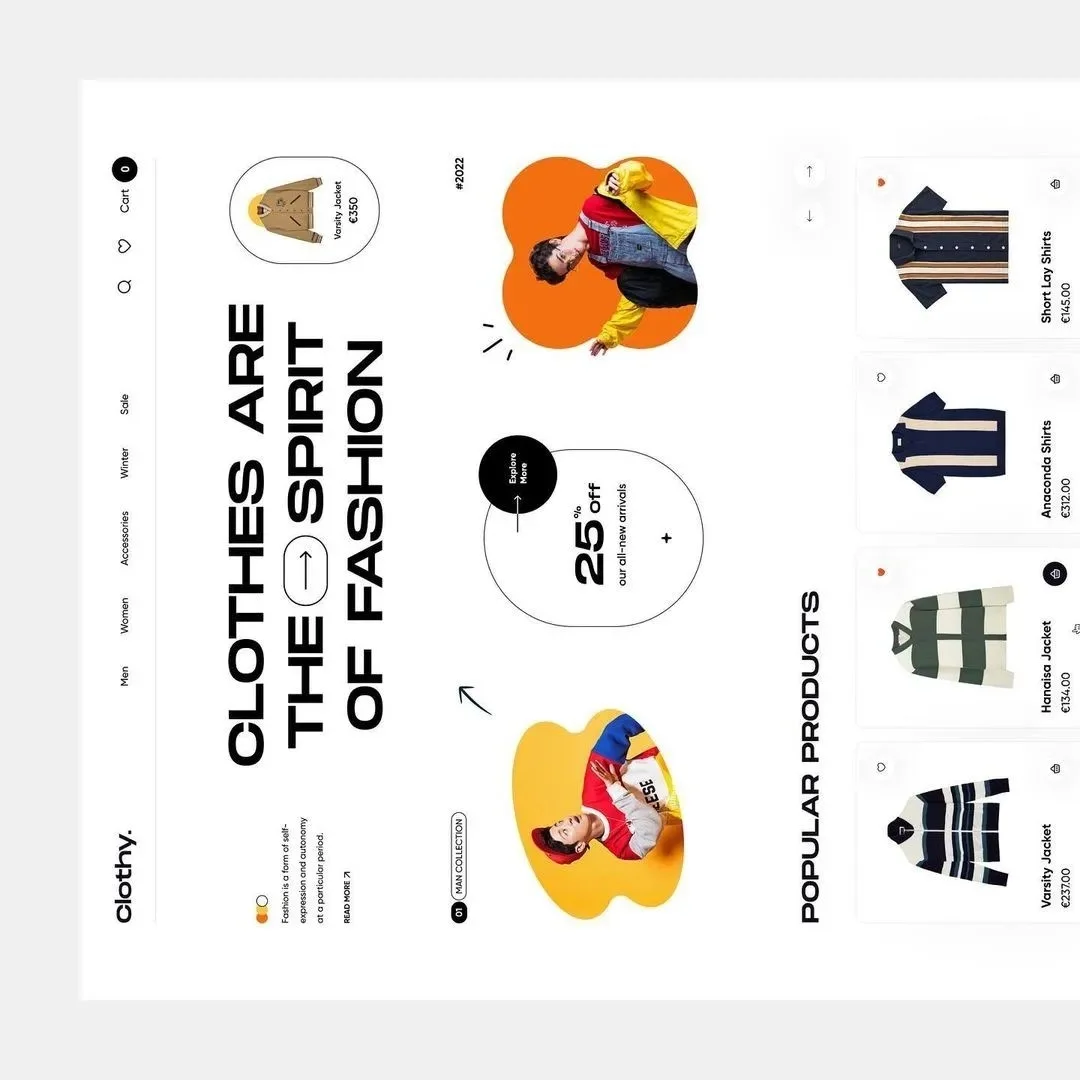 Clothy.
Men
Women
Accessories
Winter
Sale
Cart
0
Fashion is a form of self-
expression and autonomy
at a particular period.
READ MORE
CLOTHES ARE
THE SPIRIT
OF FASHION
Varsity Jacket
€350
01
MAN COLLECTION
#2022
ESE
Explore
More
25% Off
our all-new arrivals
POPULAR PRODUCTS
Varsity Jacket
€237.00
Hanaisa Jacket
€134.00
Anaconda Shirts
€312.00
Short Lay Shirts
€145.00